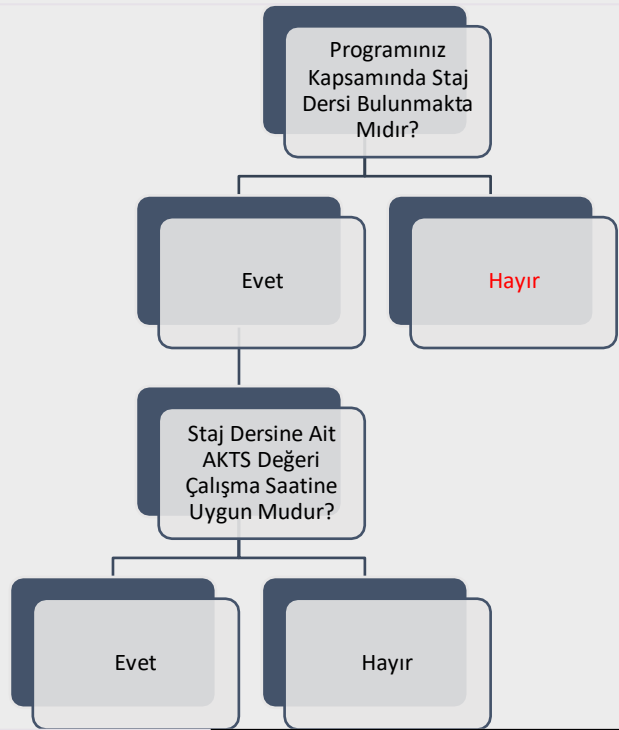 Programınız
Kapsamında Staj
Dersi Bulunmakta
Mıdır?
Evet
Hayır
Staj Dersine Ait
AKTS Değeri
Çalışma Saatine
Uygun Mudur?
Evet
Hayır